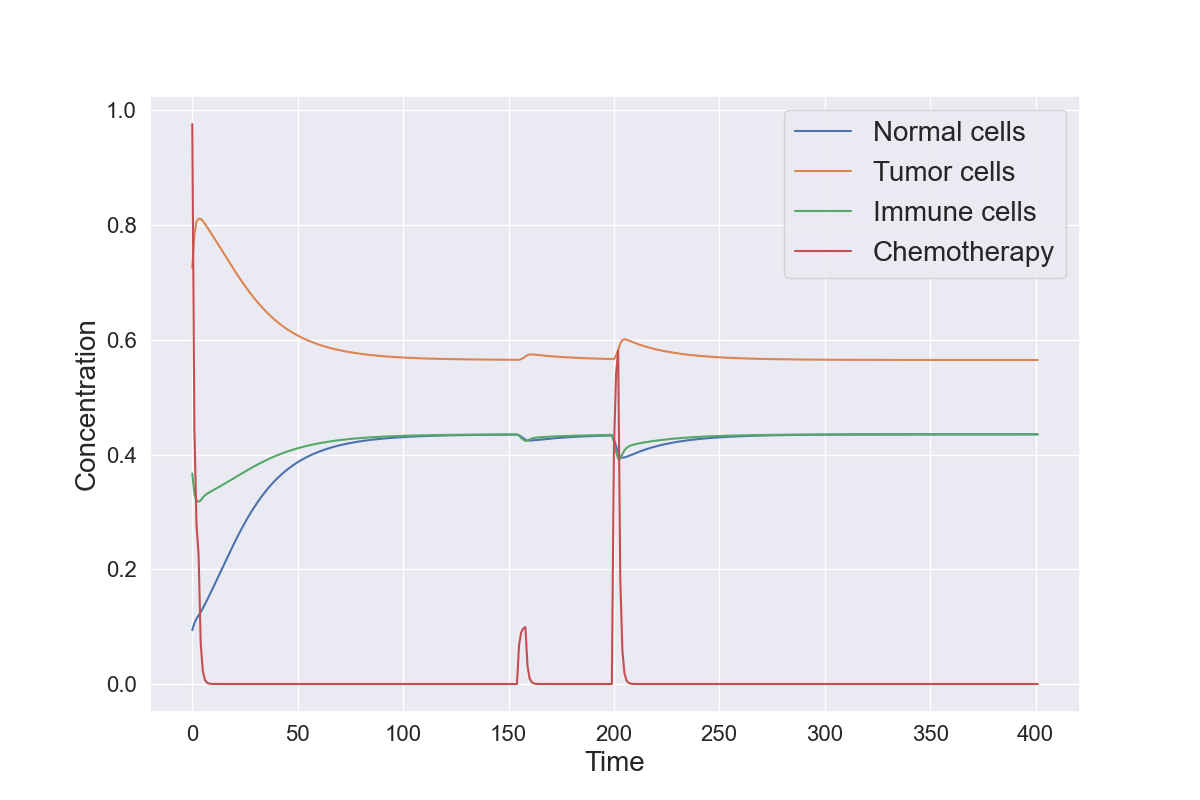 1.0
0.8
0.6
0.4
0.2
0.0
Concentration
Normal cells
Tumor cells
Immune cells
Chemotherapy
0 50 100 150 200 250 300 350 400
Time